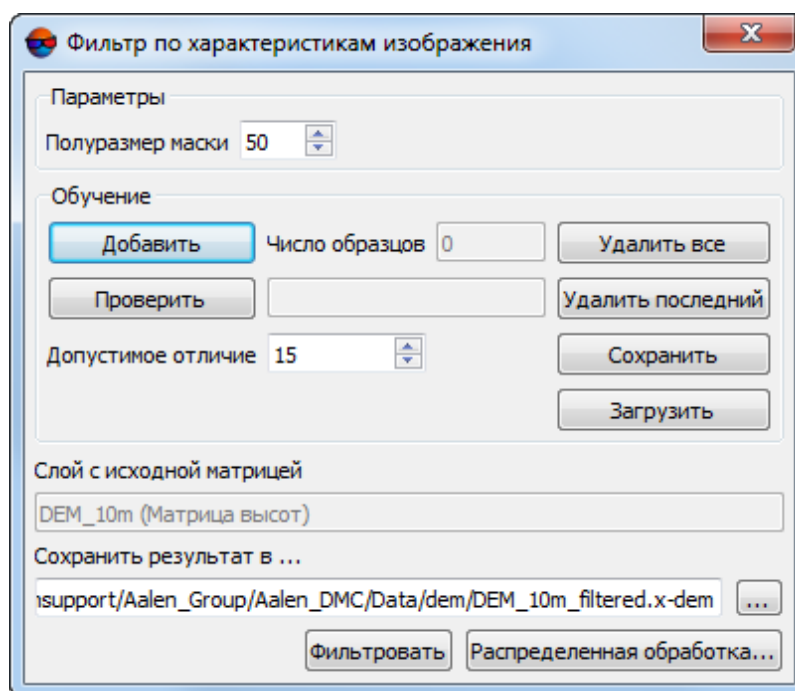 Фильтр по характеристикам изображения
Параметры
Полуразмер маски 50
Обучение
Добавить Число образцов 0 Удалить все
Проверить Удалить последний
Допустимое отличие 15 Сохранить
Загрузить
Слой с исходной матрицей
DEM_10m (Матрица высот)
Сохранить результат в ...
nsupport/Aalen_Group/Aalen_DMC/Data/dem/DEM_10m_filtered.x-dem ...
Фильтровать Распределенная обработка...